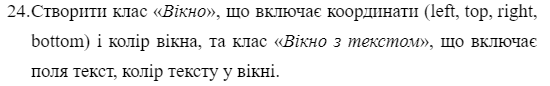 24.Створити клас «Вікно», що включає координати (left, top, right,
bottom) і колір вікна, та клас «Вікно з текстом», що включає
поля текст, колір тексту у вікні.